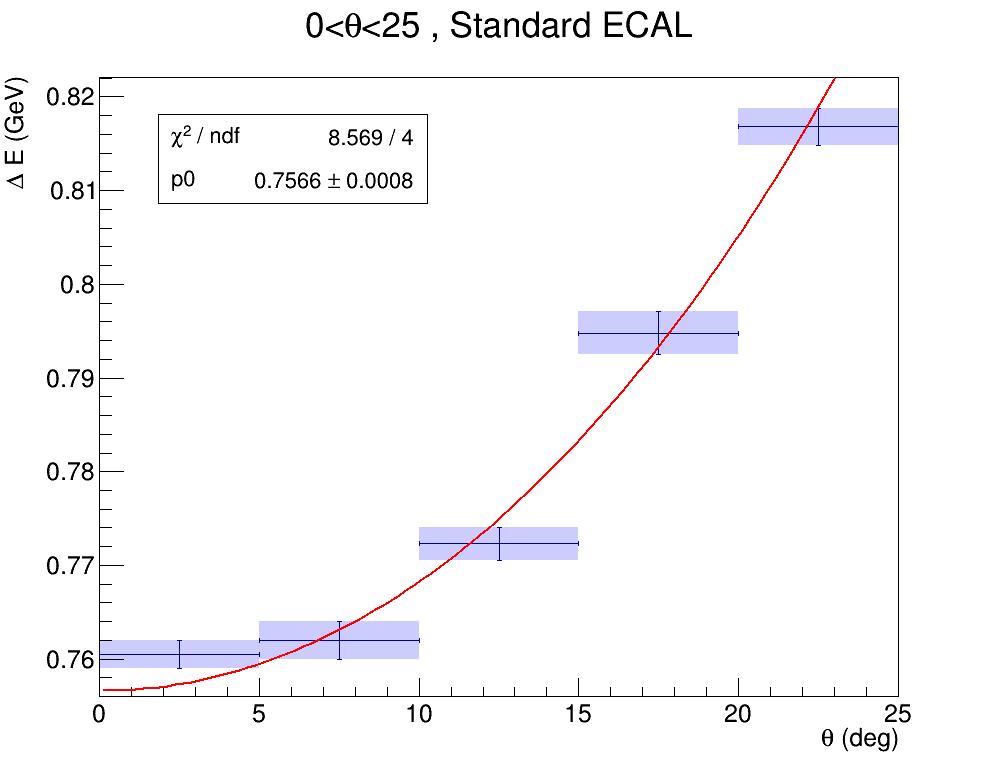 0<θ<25 , Standard ECAL
Δ E (GeV)
0.82
0.81
0.8
0.79
0.78
0.77
0.76
χ² / ndf 8.569 / 4
p0 0.7566 ± 0.0008
0 5 10 15 20 25
θ (deg)